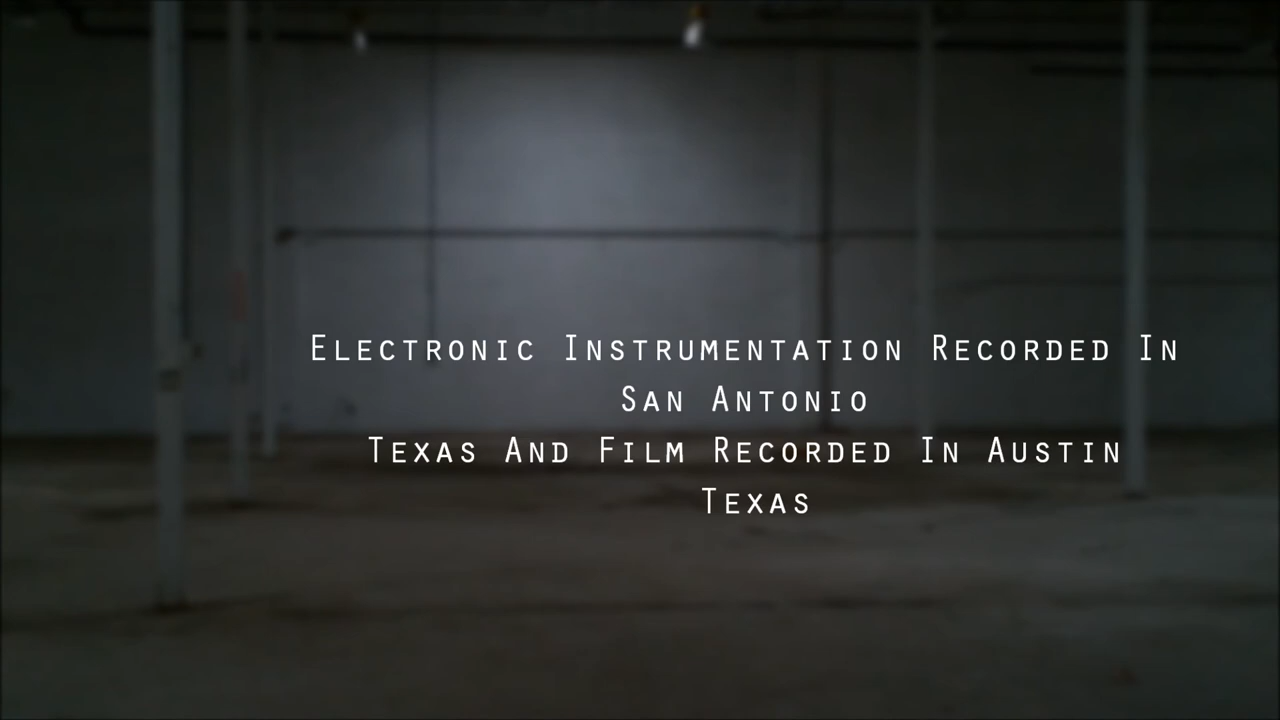 Electronic Instrumentation Recorded In
San Antonio
Texas And Film Recorded In Austin
Texas